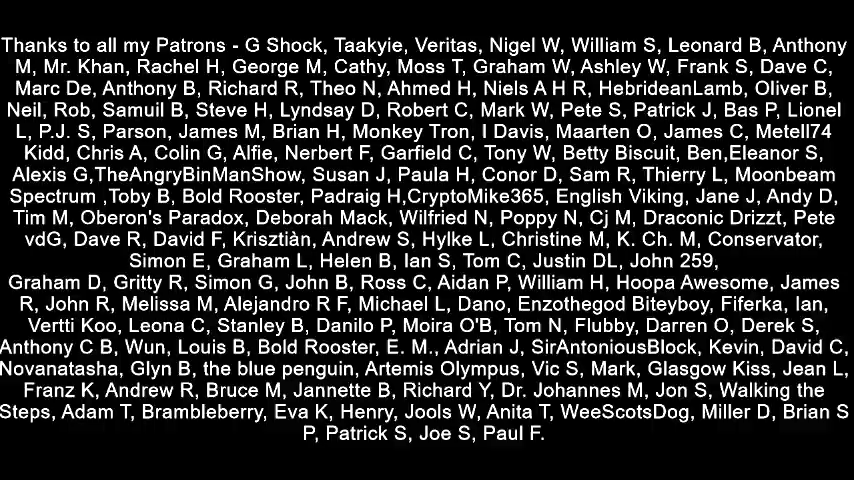 Thanks to all my Patrons - G Shock, Taakyie, Veritas, Nigel W, William S, Leonard B, Anthony
M, Mr. Khan, Rachel H, George M, Cathy, Moss T, Graham W, Ashley W, Frank S, Dave C,
Marc De, Anthony B, Richard R, Theo N, Ahmed H, Niels A H R, HebrideanLamb, Oliver B,
Neil, Rob, Samuil B, Steve H, Lyndsay D, Robert C, Mark W, Pete S, Patrick J, Bas P, Lionel
L, P.J. S, Parson, James M, Brian H, Monkey Tron, I Davis, Maarten O, James C, Metell74
Kidd, Chris A, Colin G, Alfie, Nerbert F, Garfield C, Tony W, Betty Biscuit, Ben,Eleanor S,
Alexis G,TheAngryBinManShow, Susan J, Paula H, Conor D, Sam R, Thierry L, Moonbeam
Spectrum ,Toby B, Bold Rooster, Padraig H,CryptoMike365, English Viking, Jane J, Andy D,
Tim M, Oberon's Paradox, Deborah Mack, Wilfried N, Poppy N, Cj M, Draconic Drizzt, Pete
vdG, Dave R, David F, Krisztiàn, Andrew S, Hylke L, Christine M, K. Ch. M, Conservator,
Simon E, Graham L, Helen B, Ian S, Tom C, Justin DL, John 259,
Graham D, Gritty R, Simon G, John B, Ross C, Aidan P, William H, Hoopa Awesome, James
R, John R, Melissa M, Alejandro R F, Michael L, Dano, Enzothegod Biteyboy, Fiferka, Ian,
Vertti Koo, Leona C, Stanley B, Danilo P, Moira O'B, Tom N, Flubby, Darren O, Derek S,
Anthony C B, Wun, Louis B, Bold Rooster, E. M., Adrian J, SirAntoniousBlock, Kevin, David C,
Novanatasha, Glyn B, the blue penguin, Artemis Olympus, Vic S, Mark, Glasgow Kiss, Jean L,
Franz K, Andrew R, Bruce M, Jannette B, Richard Y, Dr. Johannes M, Jon S, Walking the
Steps, Adam T, Brambleberry, Eva K, Henry, Jools W, Anita T, WeeScotsDog, Miller D, Brian S
P, Patrick S, Joe S, Paul F.